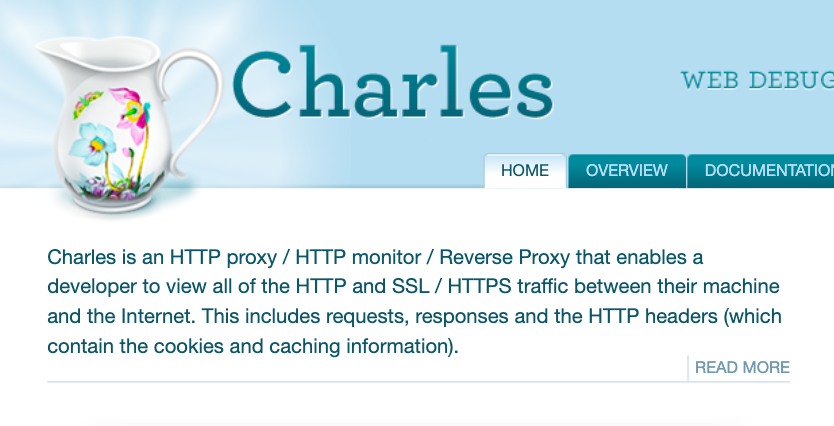 Charles
WEB DEBUG
HOME
OVERVIEW
DOCUMENTATION
Charles is an HTTP proxy / HTTP monitor / Reverse Proxy that enables a
developer to view all of the HTTP and SSL / HTTPS traffic between their machine
and the Internet. This includes requests, responses and the HTTP headers (which
contain the cookies and caching information).
READ MORE